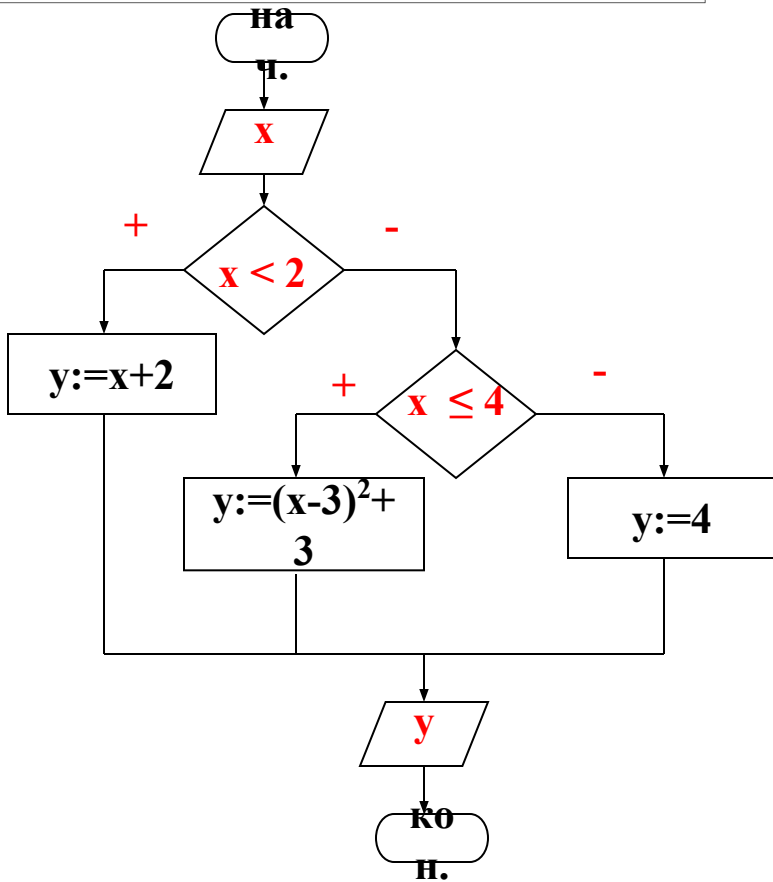 на
ч.
x
+
-
x < 2
y:=x+2
+
-
x ≤ 4
y:=(x-3)²+
3
y:=4
y
ко
н.